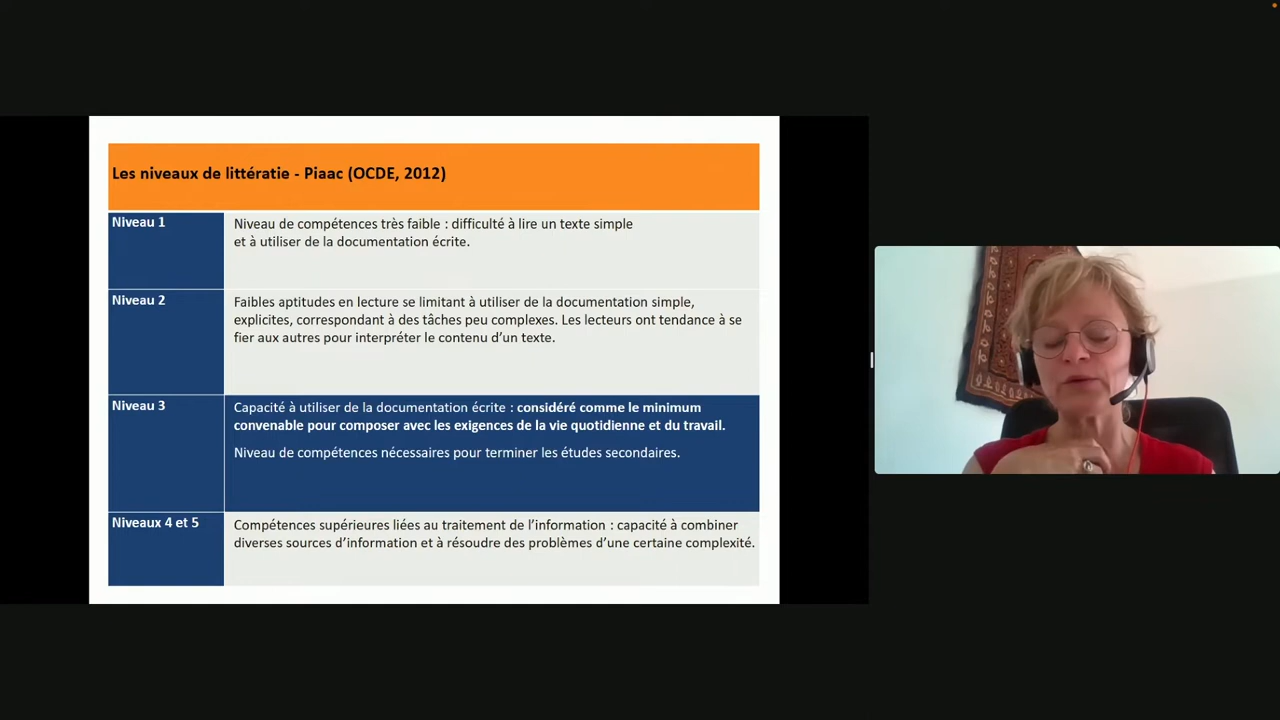 Les niveaux de littératie - Piaac (OCDE, 2012)
Niveau 1
Niveau de compétences très faible : difficulté à lire un texte simple
et à utiliser de la documentation écrite.
Niveau 2
Faibles aptitudes en lecture se limitant à utiliser de la documentation simple,
explicites, correspondant à des tâches peu complexes. Les lecteurs ont tendance à se
fier aux autres pour interpréter le contenu d’un texte.
Niveau 3
Capacité à utiliser de la documentation écrite : considéré comme le minimum
convenable pour composer avec les exigences de la vie quotidienne et du travail.
Niveau de compétences nécessaires pour terminer les études secondaires.
Niveaux 4 et 5
Compétences supérieures liées au traitement de l’information : capacité à combiner
diverses sources d’information et à résoudre des problèmes d’une certaine complexité.